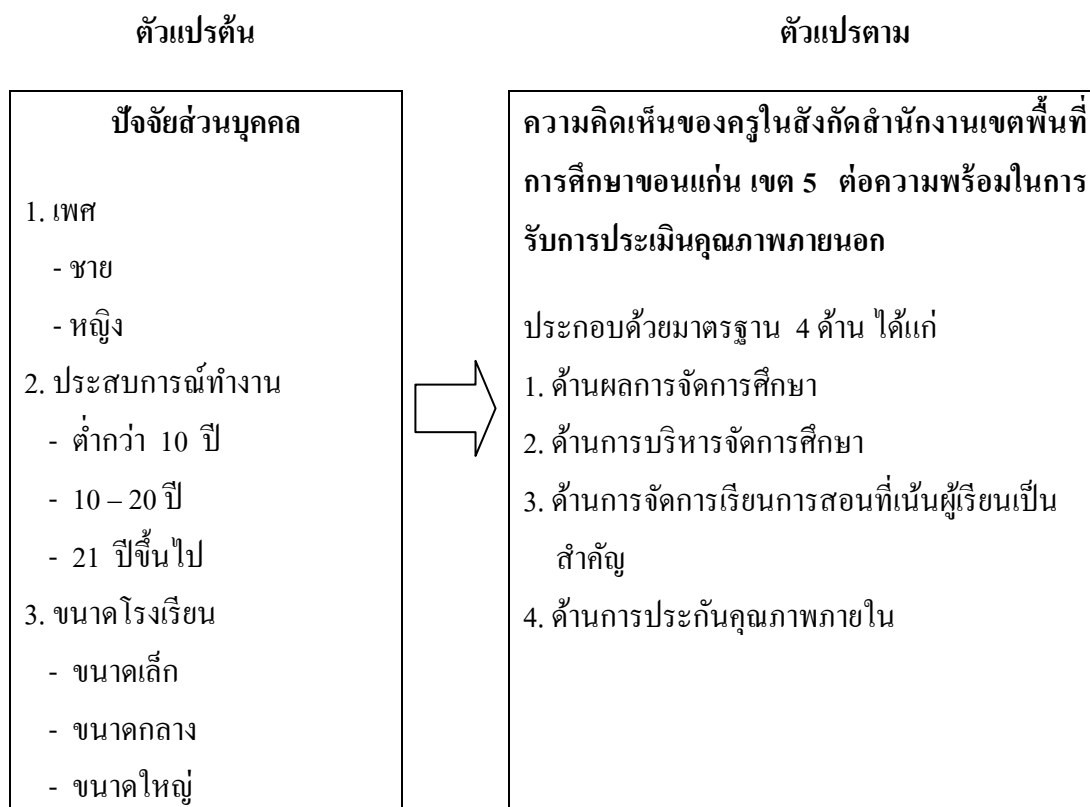 ตัวแปรต้น
ตัวแปรตาม
ปัจจัยส่วนบุคคล
1. เพศ
- ชาย
- หญิง
2. ประสบการณ์ทำงาน
- ต่ำกว่า 10 ปี
- 10 – 20 ปี
- 21 ปีขึ้นไป
3. ขนาดโรงเรียน
- ขนาดเล็ก
- ขนาดกลาง
- ขนาดใหญ่
ความคิดเห็นของครูในสังกัดสำนักงานเขตพื้นที่
การศึกษาขอนแก่น เขต 5 ต่อความพร้อมในการ
รับการประเมินคุณภาพภายนอก
ประกอบด้วยมาตรฐาน 4 ด้าน ได้แก่
1. ด้านผลการจัดการศึกษา
2. ด้านการบริหารจัดการศึกษา
3. ด้านการจัดการเรียนการสอนที่เน้นผู้เรียนเป็น
สำคัญ
4. ด้านการประกันคุณภาพภายใน